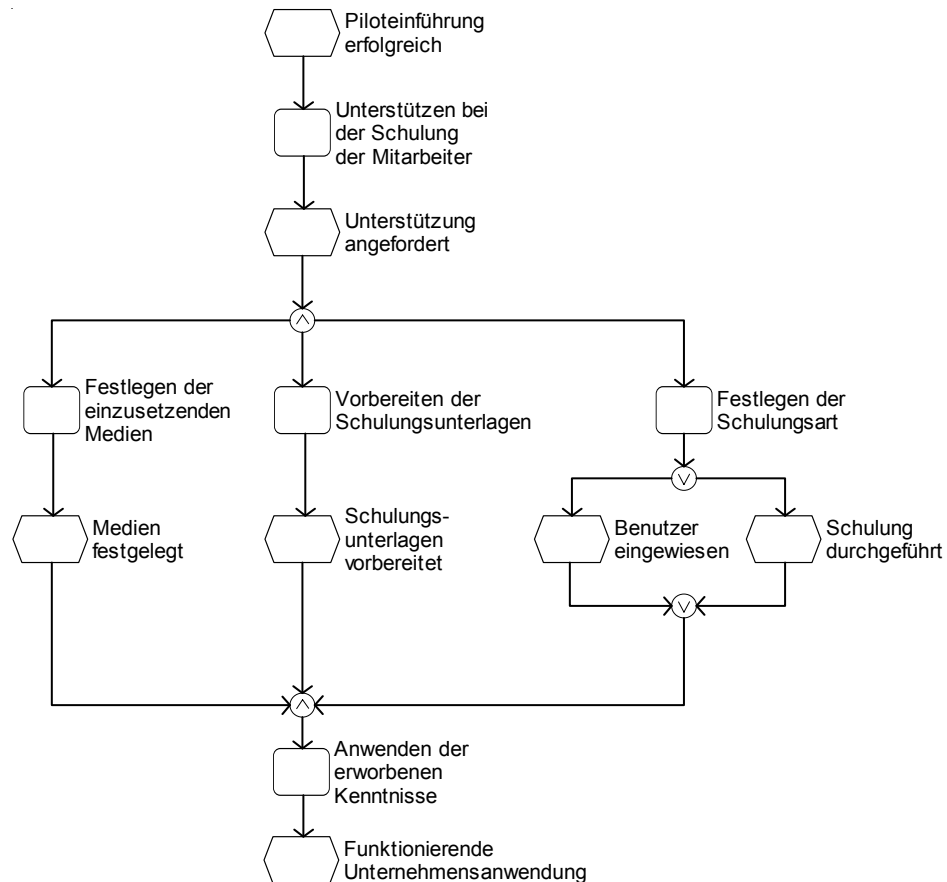 Piloteinführung
erfolgreich
Unterstützen bei
der Schulung
der Mitarbeiter
Unterstützung
angefordert
Festlegen der
einzusetzenden
Medien
Vorbereiten der
Schulungsunterlagen
Festlegen der
Schulungsart
Medien
festgelegt
Schulungs-
unterlagen
vorbereitet
Benutzer
eingewiesen
Schulung
durchgeführt
Anwenden der
erworbenen
Kenntnisse
Funktionierende
Unternehmensanwendung